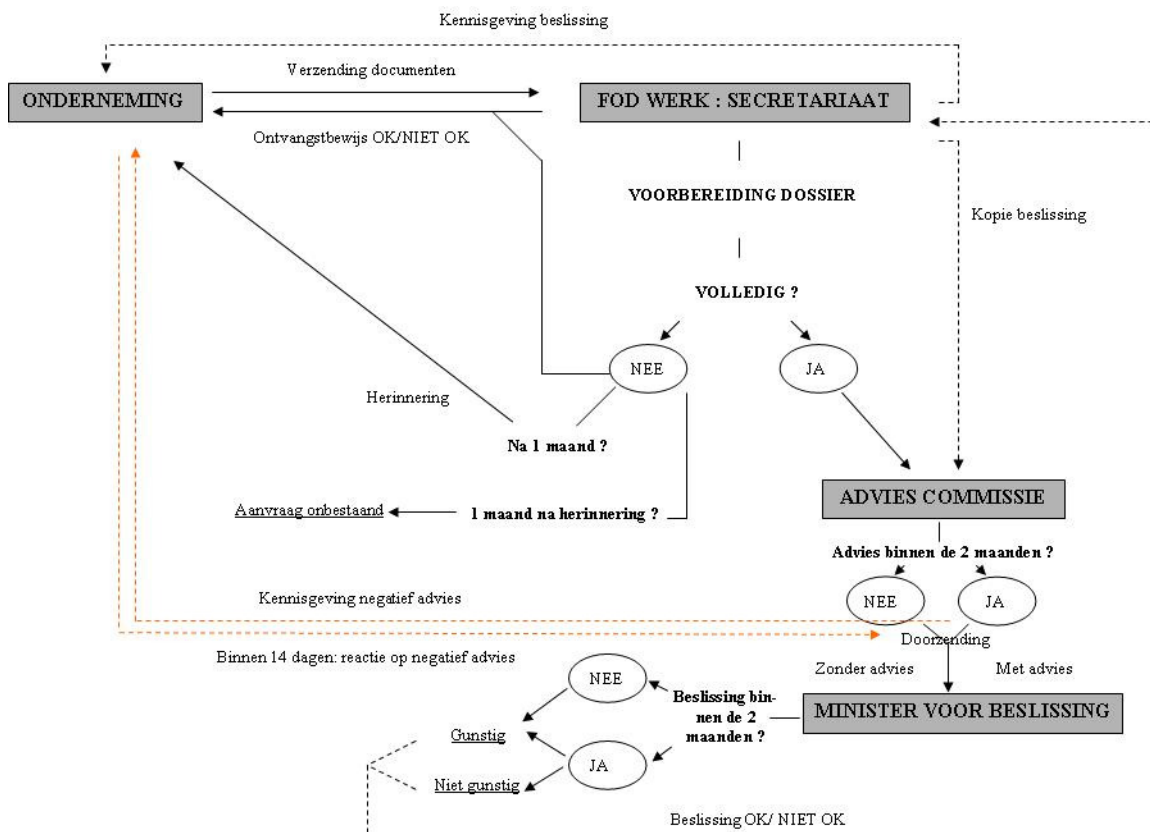 Kennisgeving beslissing
Verzending documenten
ONDERNEMING
FOD WERK : SECRETARIAAT
Ontvangstbewijs OK/NIET OK
VOORBEREIDING DOSSIER
Kopie beslissing
VOLLEDIG ?
NEE
JA
Herinnering
Na 1 maand ?
ADVIES COMMISSIE
Aanvraag onbestaand
1 maand na herinnering ?
Advies binnen de 2 maanden ?
Kennisgeving negatief advies
NEE
JA
Doorzending
Binnen 14 dagen: reactie op negatief advies
Zonder advies
Met advies
NEE
Beslissing bin-
nen de 2
maanden ?
MINISTER VOOR BESLISSING
Gunstig
JA
Niet gunstig
Beslissing OK/ NIET OK